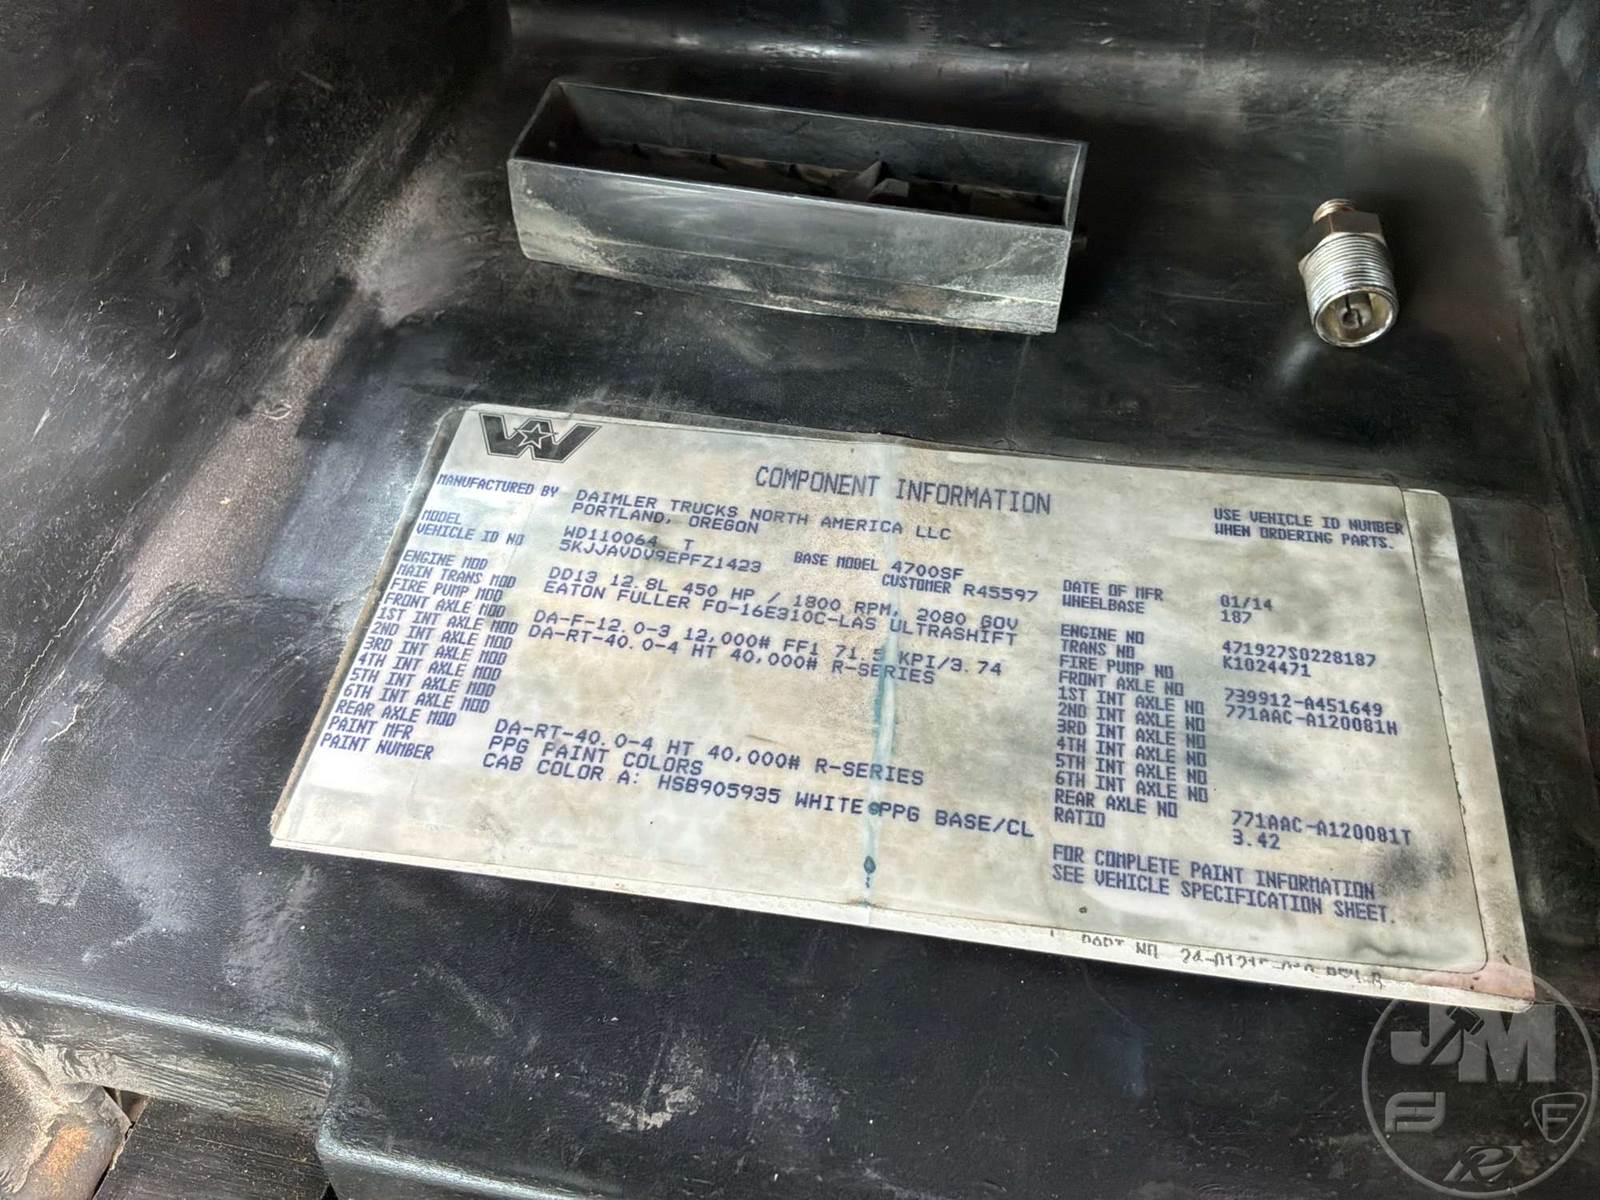 COMPONENT INFORMATION
MANUFACTURED BY DAIMLER TRUCKS NORTH AMERICA LLC
PORTLAND, OREGON
USE VEHICLE ID NUMBER
WHEN ORDERING PARTS.
MODEL WD110064 T BASE MODEL 4700SF
VEHICLE ID NO 5KJJAVDV9EPFZ1423 CUSTOMER R45597
DATE OF MFR 01/14
WHEELBASE 187
ENGINE MOD DD13 12.8L 450 HP / 1800 RPM, 2080 GOV
MAIN TRANS MOD EATON FULLER FO-16E310C-LAS ULTRASHIFT
FIRE PUMP MOD
FRONT AXLE MOD DA-F-12.0-3 12,000# FF1 71.5 KPI/3.74
1ST INT AXLE MOD DA-RT-40.0-4 HT 40,000# R-SERIES
2ND INT AXLE MOD
3RD INT AXLE MOD
4TH INT AXLE MOD
5TH INT AXLE MOD
6TH INT AXLE MOD
REAR AXLE MOD DA-RT-40.0-4 HT 40,000# R-SERIES
PAINT MFR PPG PAINT COLORS
PAINT NUMBER CAB COLOR A: HSB905935 WHITE PPG BASE/CL
ENGINE NO 471927S0228187
TRANS NO K1024471
FIRE PUMP NO
FRONT AXLE NO 739912-A451649
1ST INT AXLE NO 771AAC-A120081H
2ND INT AXLE NO
3RD INT AXLE NO
4TH INT AXLE NO
5TH INT AXLE NO
6TH INT AXLE NO
REAR AXLE NO 771AAC-A120081T
RATIO 3.42
FOR COMPLETE PAINT INFORMATION
SEE VEHICLE SPECIFICATION SHEET.
PART NO.
JM